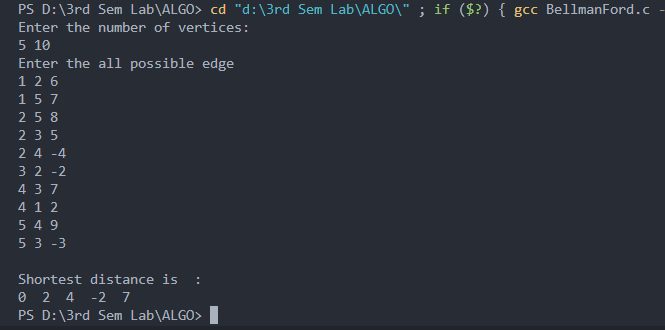 PS D:\3rd Sem Lab\ALGO> cd "d:\3rd Sem Lab\ALGO\" ; if ($?) { gcc BellmanFord.c -
Enter the number of vertices:
5 10
Enter the all possible edge
1 2 6
1 5 7
2 5 8
2 3 5
2 4 -4
3 2 -2
4 3 7
4 1 2
5 4 9
5 3 -3
Shortest distance is  :
0  2  4  -2  7
PS D:\3rd Sem Lab\ALGO>